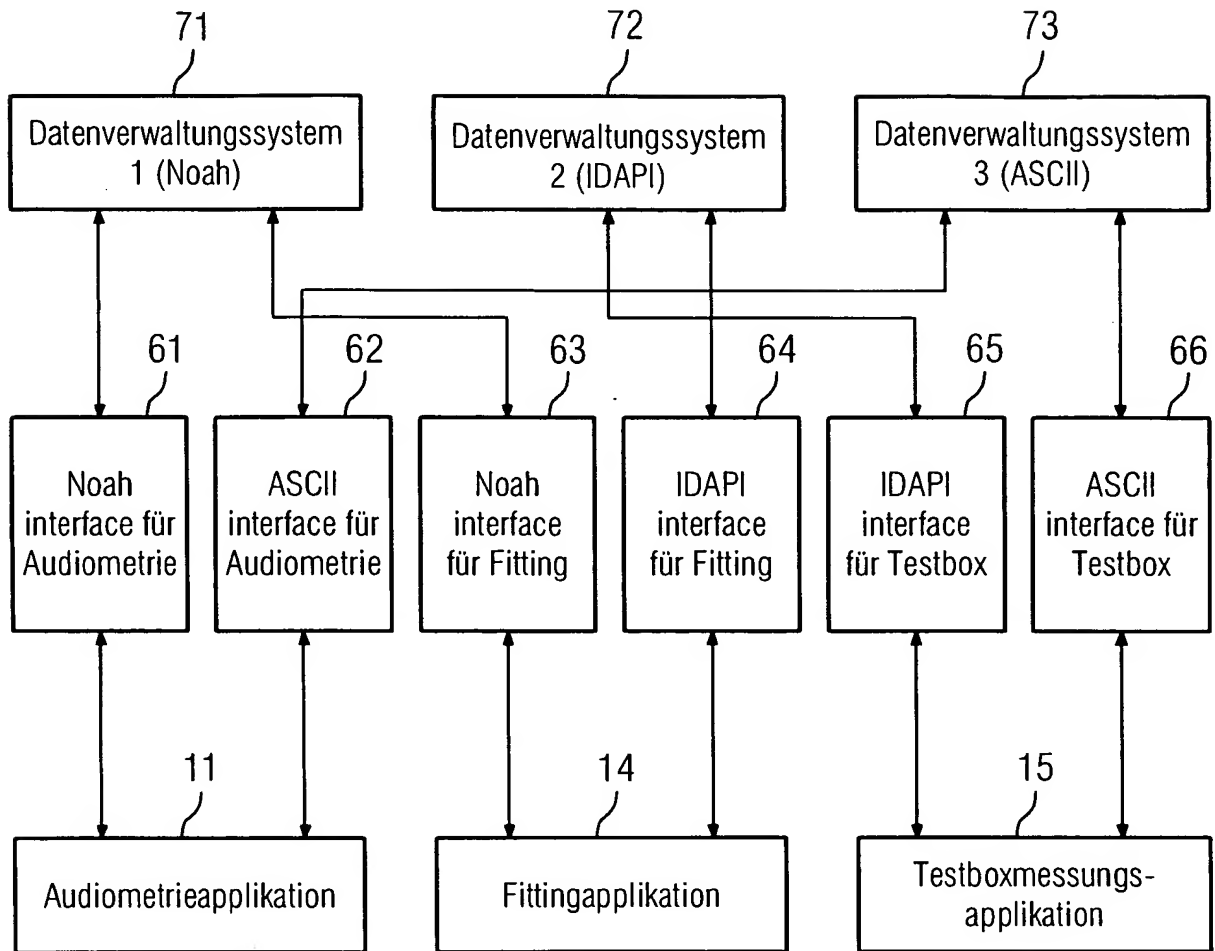 71
72
73
Datenverwaltungssystem
1 (Noah)
Datenverwaltungssystem
2 (IDAPI)
Datenverwaltungssystem
3 (ASCII)
61
62
63
64
65
66
Noah
interface für
Audiometrie
ASCII
interface für
Audiometrie
Noah
interface
für Fitting
IDAPI
interface
für Fitting
IDAPI
interface
für Testbox
ASCII
interface für
Testbox
11
14
15
Audiometrieapplikation
Fittingapplikation
Testboxmessungs-
applikation